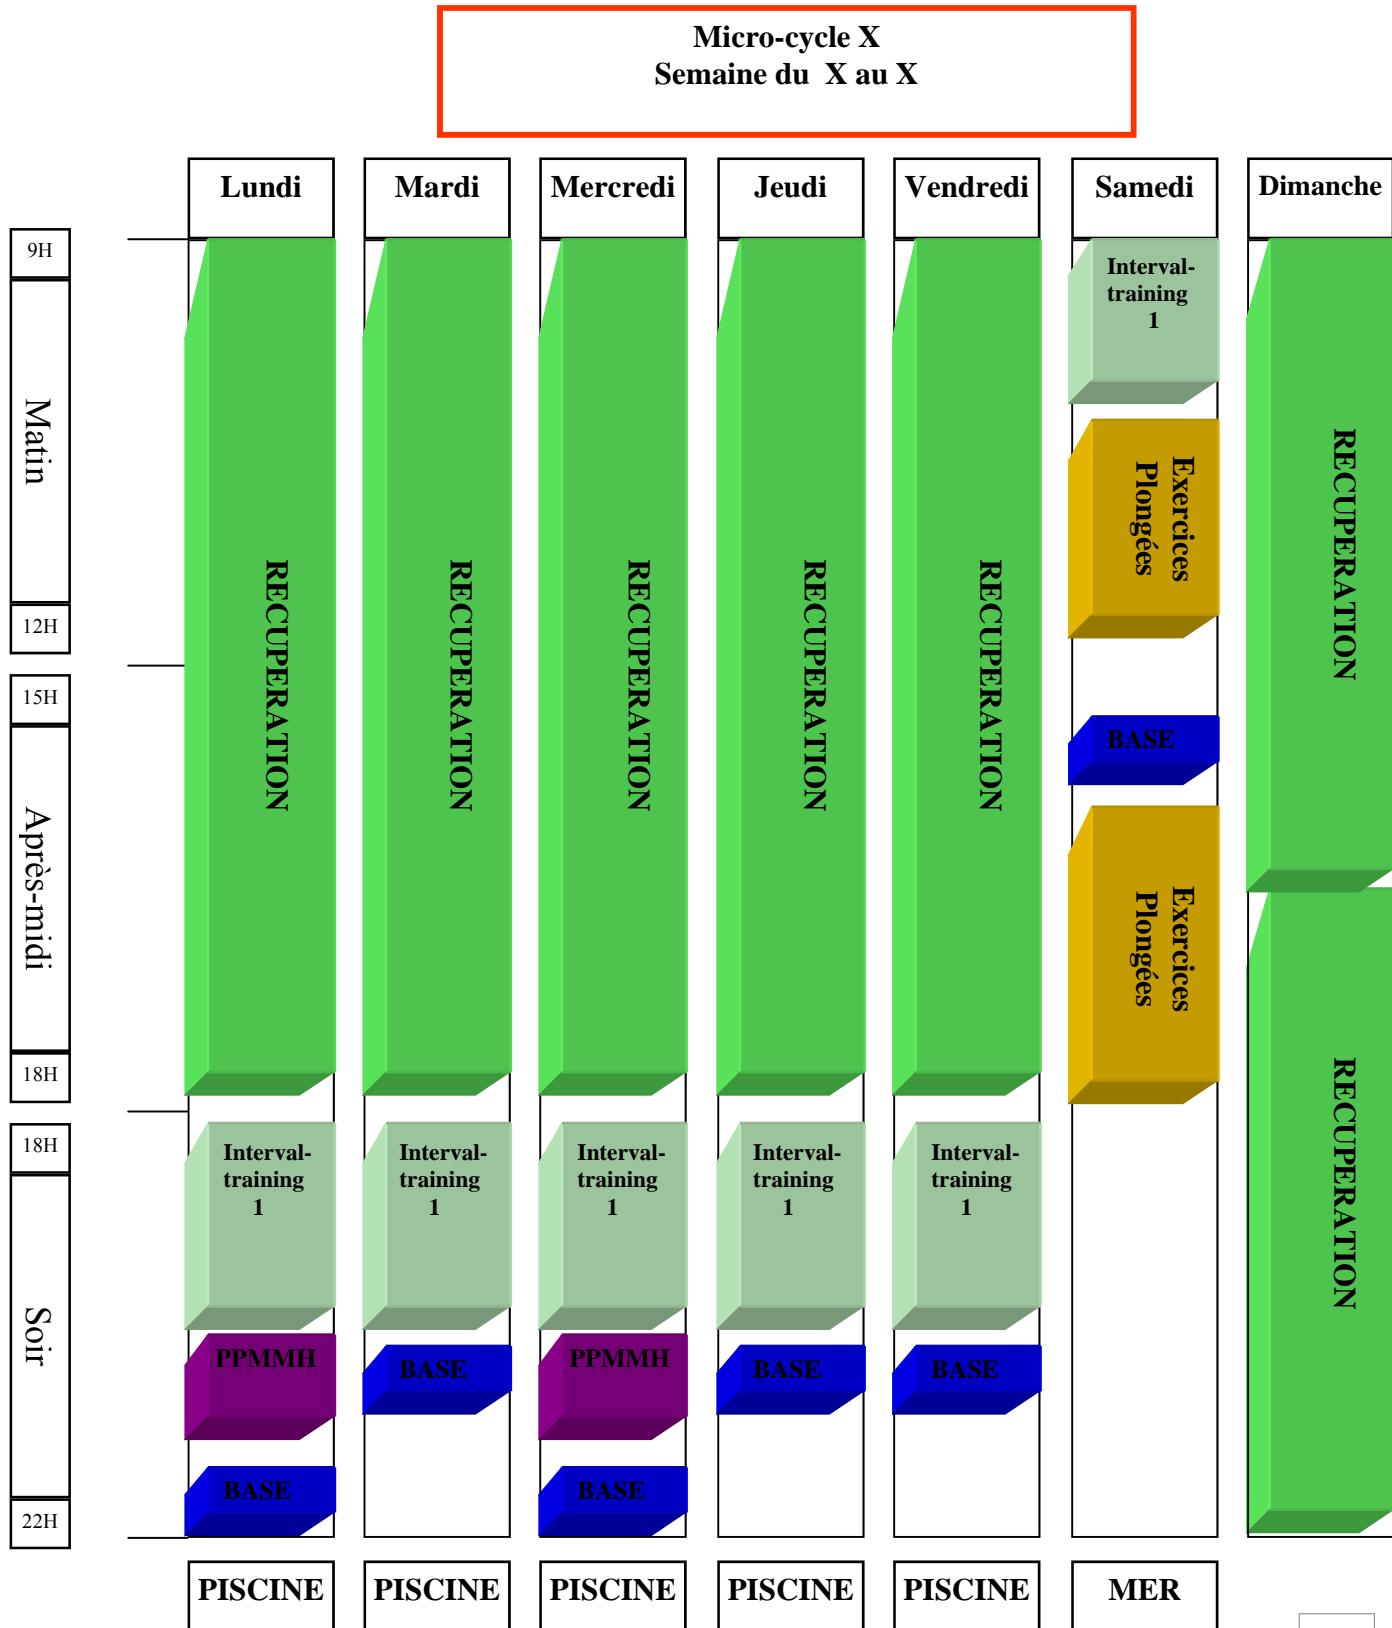 Micro-cycle X
Semaine du  X au X
Lundi
Mardi
Mercredi
Jeudi
Vendredi
Samedi
Dimanche
9H
Matin
12H
15H
Après-midi
18H
18H
Soir
22H
RECUPERATION
Interval-
training
1
PPMMH
BASE
PISCINE
RECUPERATION
Interval-
training
1
BASE
PISCINE
RECUPERATION
Interval-
training
1
PPMMH
BASE
PISCINE
RECUPERATION
Interval-
training
1
BASE
PISCINE
RECUPERATION
Interval-
training
1
BASE
PISCINE
Interval-
training
1
Exercices
Plongées
BASE
Exercices
Plongées
MER
RECUPERATION
RECUPERATION